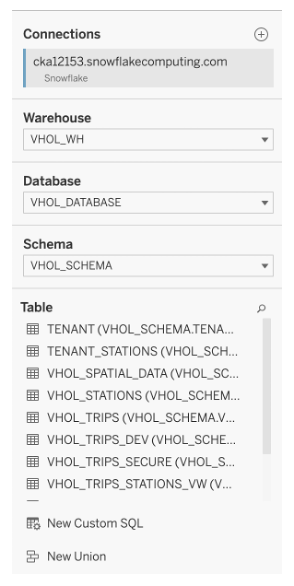 Connections
cka12153.snowflakecomputing.com
Snowflake
Warehouse
VHOL_WH
Database
VHOL_DATABASE
Schema
VHOL_SCHEMA
Table
TENANT (VHOL_SCHEMA.TENA...
TENANT_STATIONS (VHOL_SCH...
VHOL_SPATIAL_DATA (VHOL_SC...
VHOL_STATIONS (VHOL_SCHEM...
VHOL_TRIPS (VHOL_SCHEMA.V...
VHOL_TRIPS_DEV (VHOL_SCHE...
VHOL_TRIPS_SECURE (VHOL_S...
VHOL_TRIPS_STATIONS_VW (V...
New Custom SQL
New Union